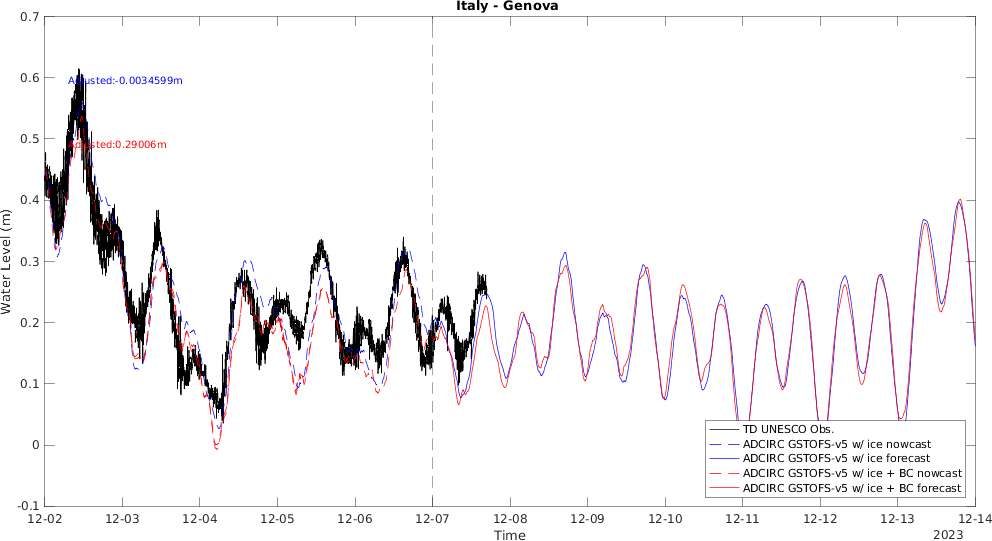 Italy - Genova
0.7
0.6
0.5
0.4
0.3
0.2
0.1
0
-0.1
Water Level (m)
Adjusted:-0.0034599m
Adjusted:0.29006m
TD UNESCO Obs.
ADCIRC GSTOFS-v5 w/ ice nowcast
ADCIRC GSTOFS-v5 w/ ice forecast
ADCIRC GSTOFS-v5 w/ ice + BC nowcast
ADCIRC GSTOFS-v5 w/ ice + BC forecast
12-02 12-03 12-04 12-05 12-06 12-07 12-08 12-09 12-10 12-11 12-12 12-13 12-14
Time
2023